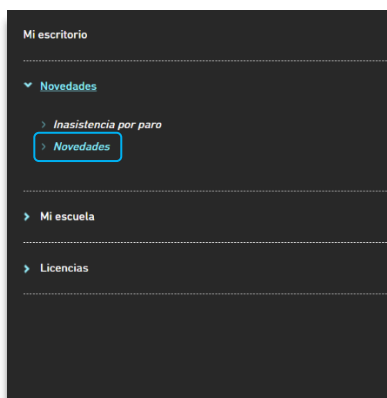 Mi escritorio
Novedades
Inasistencia por paro
Novedades
Mi escuela
Licencias